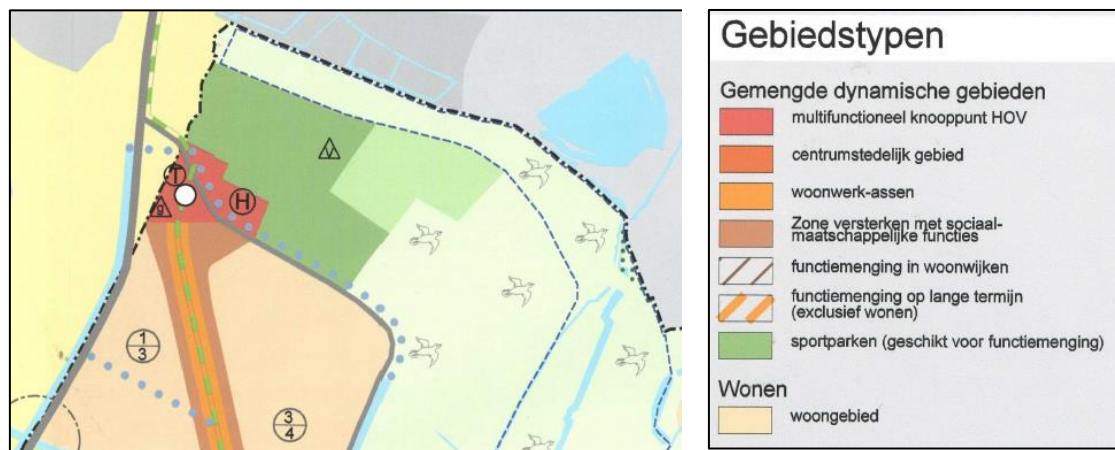 V
T
H
g
1
3
3
4
Gebiedstypen
Gemengde dynamische gebieden
multifunctioneel knooppunt HOV
centrumstedelijk gebied
woonwerk-assen
Zone versterken met sociaal-
maatschappelijke functies
functiemenging in woonwijken
functiemenging op lange termijn
(exclusief wonen)
sportparken (geschikt voor functiemenging)
Wonen
woongebied